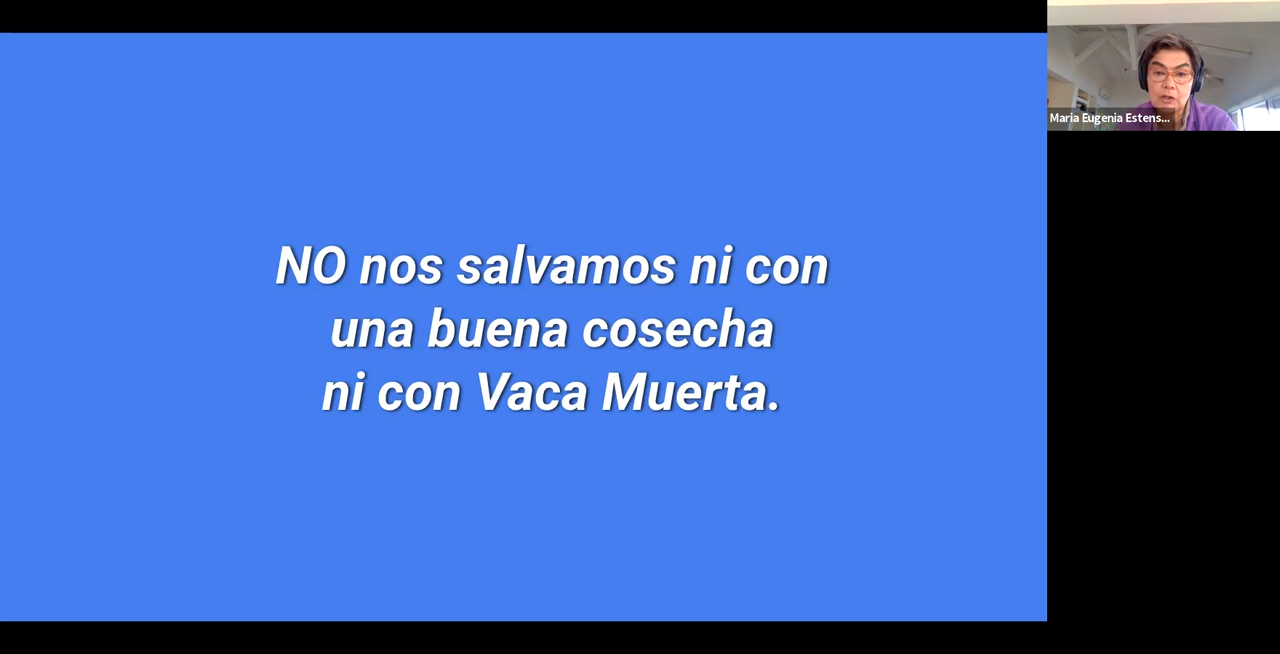 NO nos salvamos ni con
una buena cosecha
ni con Vaca Muerta.
Maria Eugenia Estens...